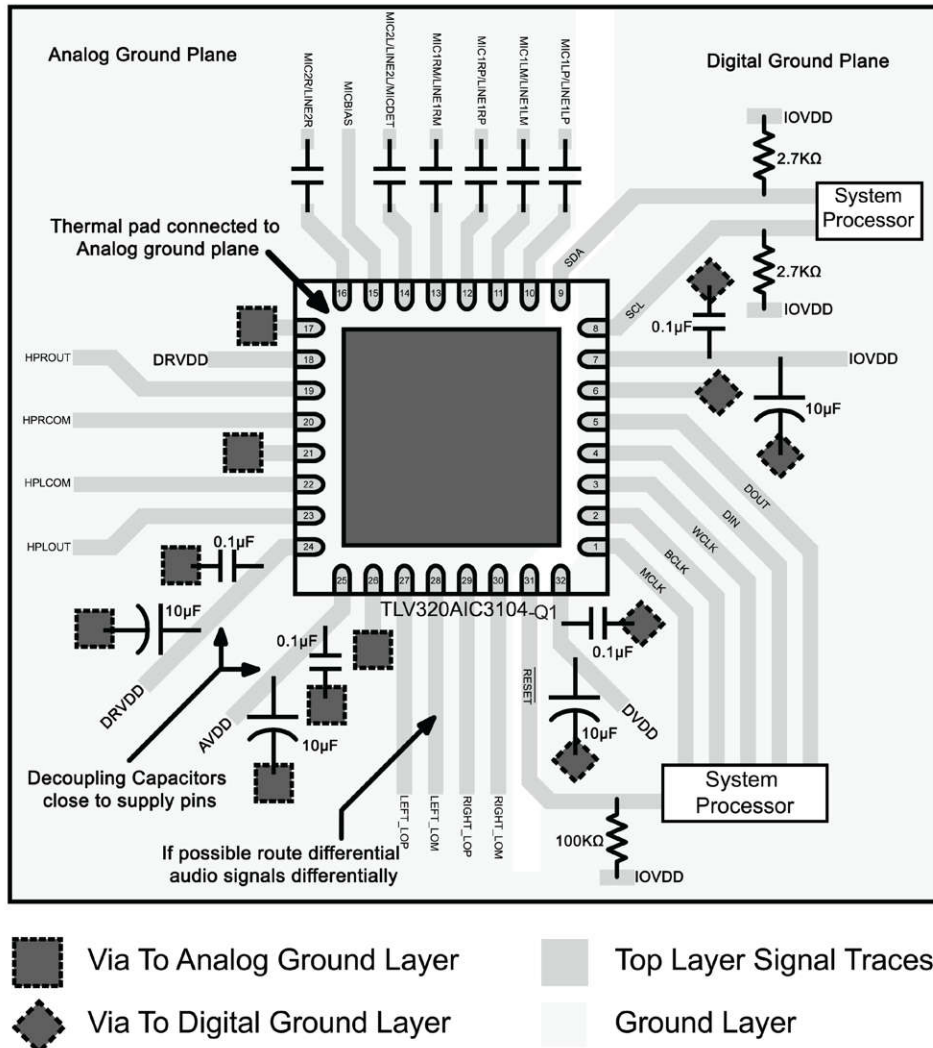 Analog Ground Plane
Digital Ground Plane
MIC2R/LINE2R
MICBIAS
MIC2L/LINE2L/MICDET
MIC1RM/LINE1RM
MIC1RP/LINE1RP
MIC1LM/LINE1LM
MIC1LP/LINE1LP
IOVDD
2.7KΩ
System
Processor
Thermal pad connected to
Analog ground plane
SDA
SCL
2.7KΩ
IOVDD
0.1µF
16 15 14 13 12 11 10 9
17
18
19
20
21
22
23
24
8
7
6
5
4
3
2
1
DRVDD
HPROUT
HPRCOM
HPLCOM
HPLOUT
IOVDD
10µF
DOUT
DIN
WCLK
BCLK
MCLK
0.1µF
10µF
25 26 27 28 29 30 31 32
TLV320AIC3104-Q1
0.1µF
10µF
DRVDD
AVDD
0.1µF
10µF
RESET
DVDD
Decoupling Capacitors
close to supply pins
LEFT_LOP
LEFT_LOM
RIGHT_LOP
RIGHT_LOM
System
Processor
If possible route differential
audio signals differentially
100KΩ
IOVDD
Via To Analog Ground Layer
Top Layer Signal Traces
Via To Digital Ground Layer
Ground Layer